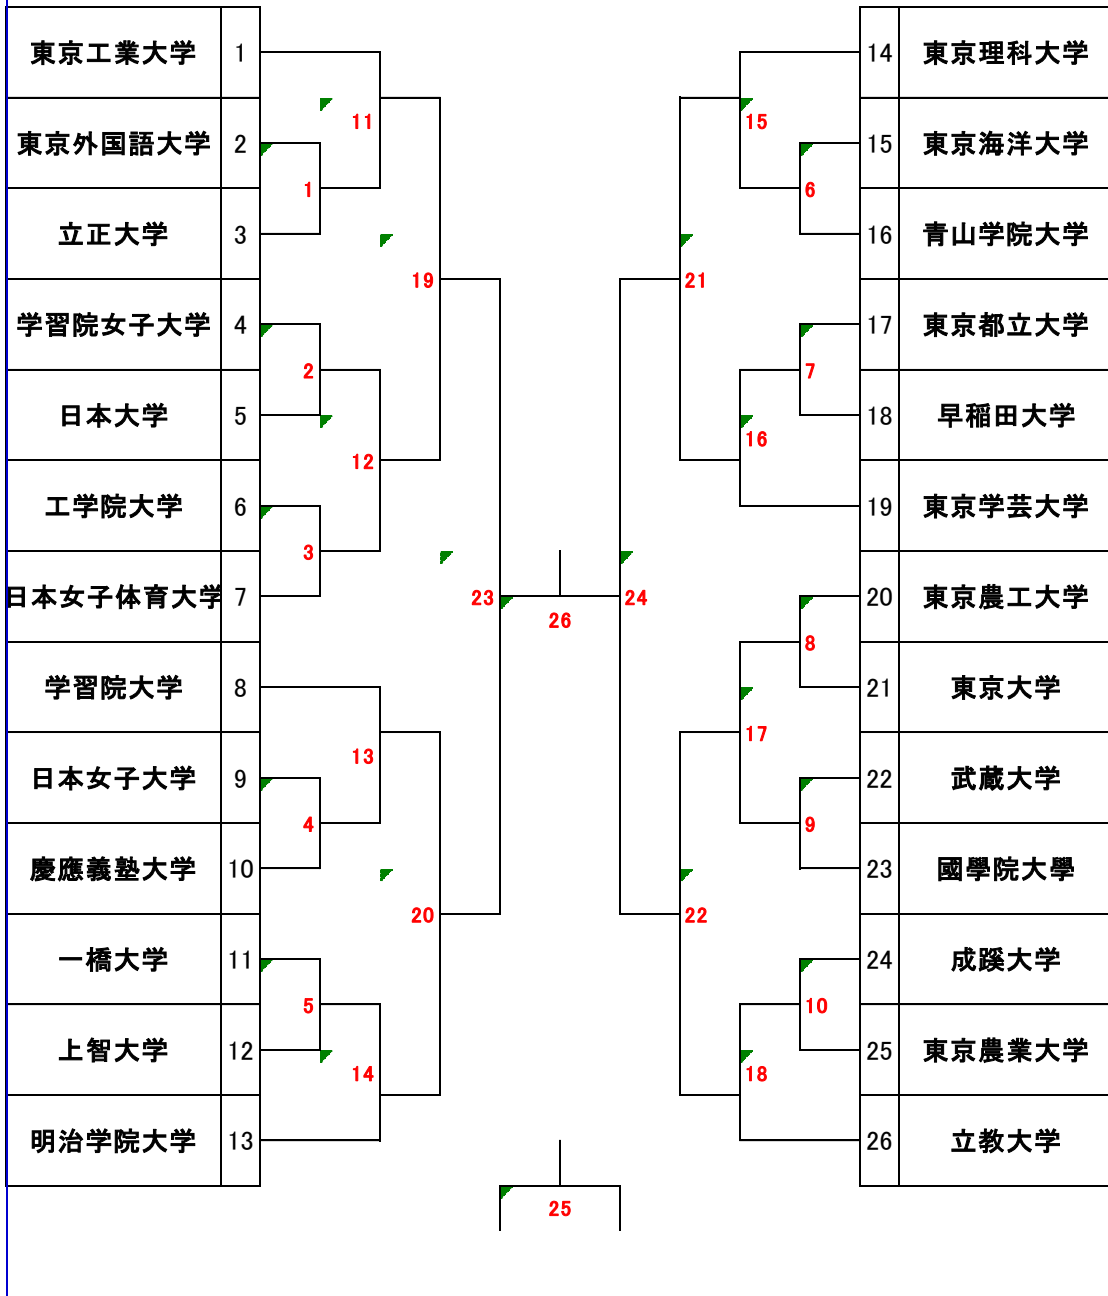 東京工業大学 1
東京外国語大学 2
立正大学 3
学習院女子大学 4
日本大学 5
工学院大学 6
日本女子体育大学 7
学習院大学 8
日本女子大学 9
慶應義塾大学 10
一橋大学 11
上智大学 12
明治学院大学 13
11
1
19
2
12
3
23
13
4
20
5
14
26
25
15
6
21
7
16
24
8
17
9
22
10
18
14 東京理科大学
15 東京海洋大学
16 青山学院大学
17 東京都立大学
18 早稲田大学
19 東京学芸大学
20 東京農工大学
21 東京大学
22 武蔵大学
23 國學院大學
24 成蹊大学
25 東京農業大学
26 立教大学